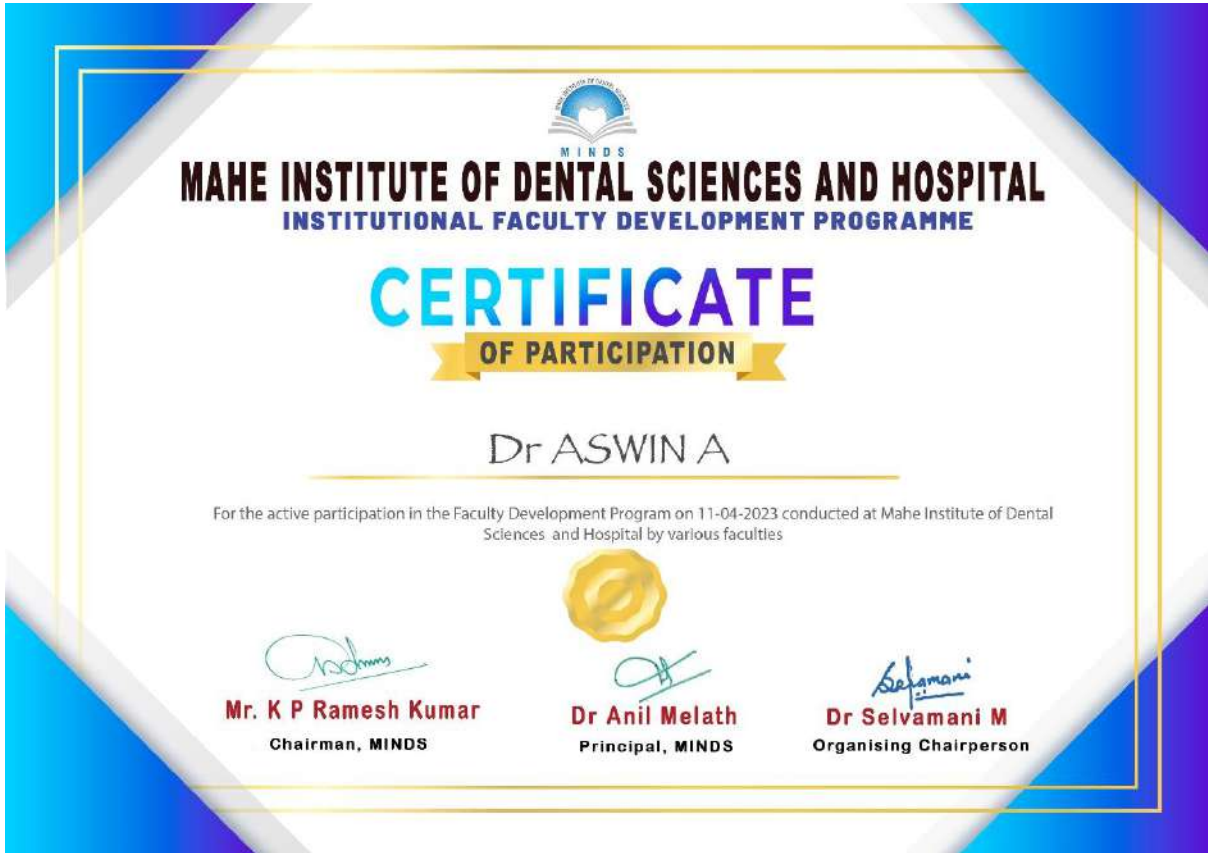 MINDS
MAHE INSTITUTE OF DENTAL SCIENCES AND HOSPITAL
INSTITUTIONAL FACULTY DEVELOPMENT PROGRAMME
CERTIFICATE
OF PARTICIPATION
Dr ASWIN A
For the active participation in the Faculty Development Program on 11-04-2023 conducted at Mahe Institute of Dental
Sciences and Hospital by various faculties
Selvamani
Mr. K P Ramesh Kumar
Dr Anil Melath
Dr Selvamani M
Chairman, MINDS
Principal, MINDS
Organising Chairperson